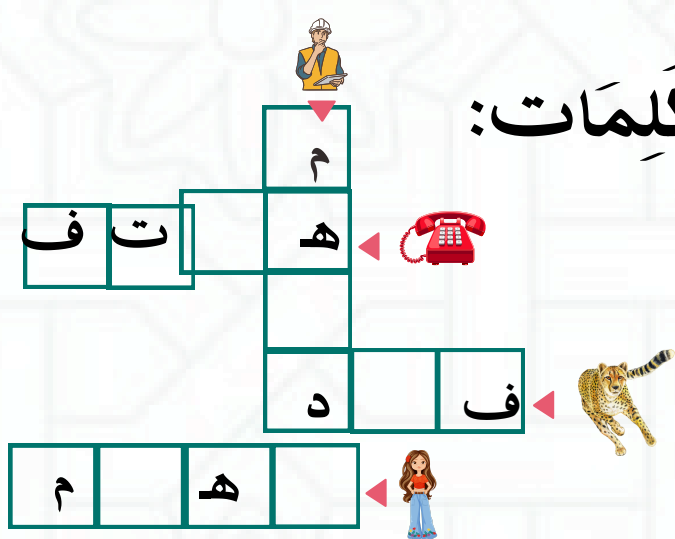 كَلِمَات:
م
هـ ت ف
ف د
هـ م